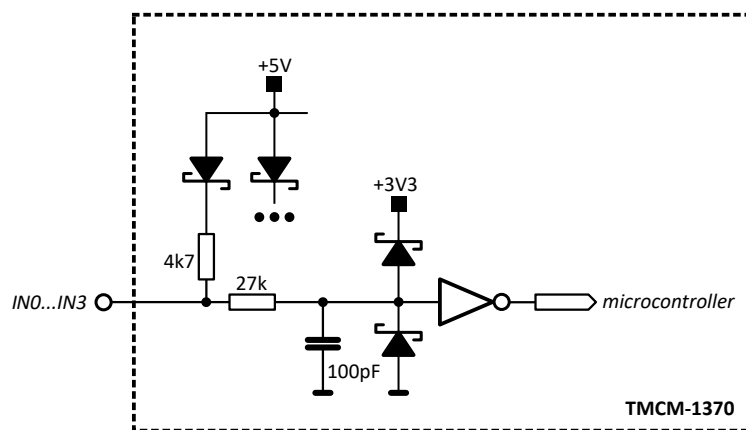 +5V
+3V3
4k7
27k
IN0...IN3
microcontroller
100pF
TMCM-1370